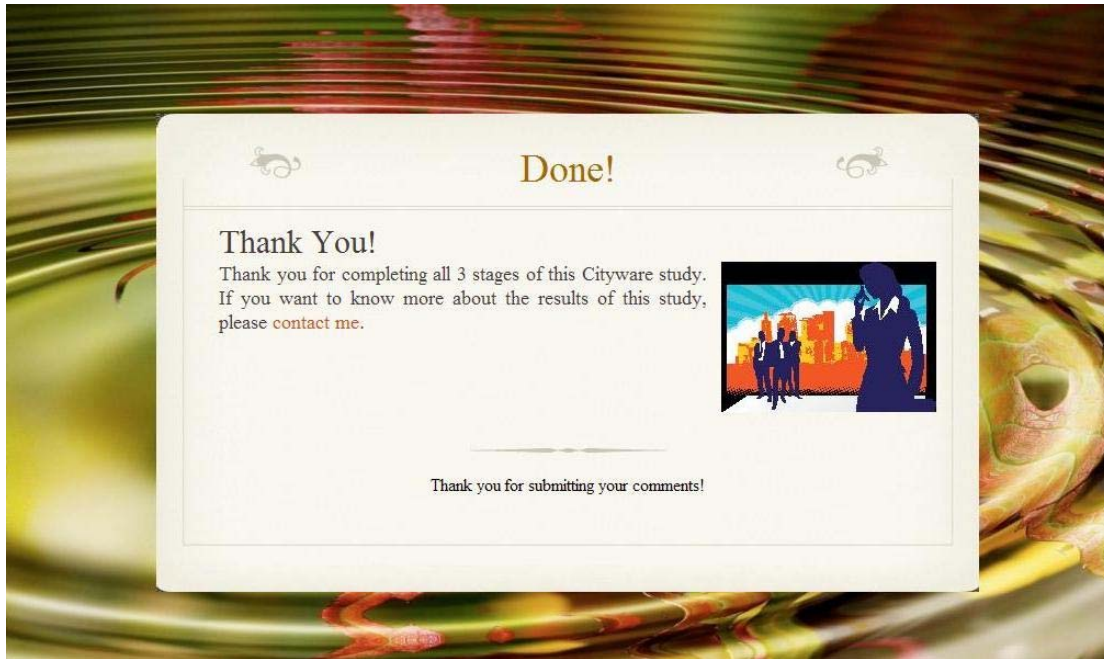 Done!
Thank You!
Thank you for completing all 3 stages of this Cityware study.
If you want to know more about the results of this study,
please contact me.
Thank you for submitting your comments!